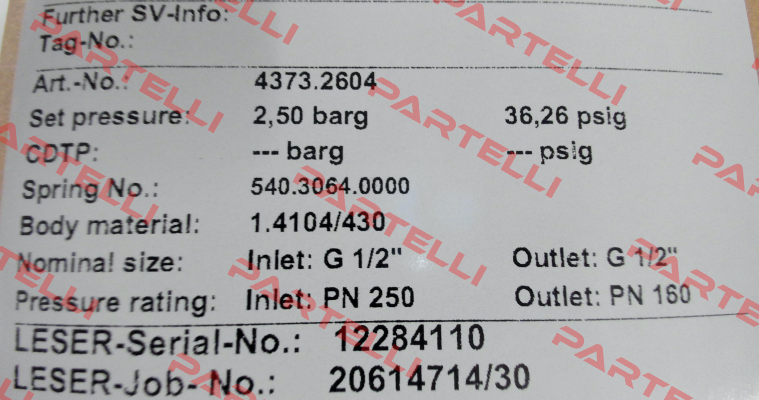 Further SV-Info:
Tag-No.:
Art.-No.: 4373.2604
Set pressure: 2,50 barg 36,26 psig
CDTP: --- barg --- psig
Spring No.: 540.3064.0000
Body material: 1.4104/430
Nominal size: Inlet: G 1/2" Outlet: G 1/2"
Pressure rating: Inlet: PN 250 Outlet: PN 160
LESER-Serial-No.: 12284110
LESER-Job- No.: 20614714/30
PARTELLI
PARTELLI
PARTELLI
PARTELLI
PARTELLI